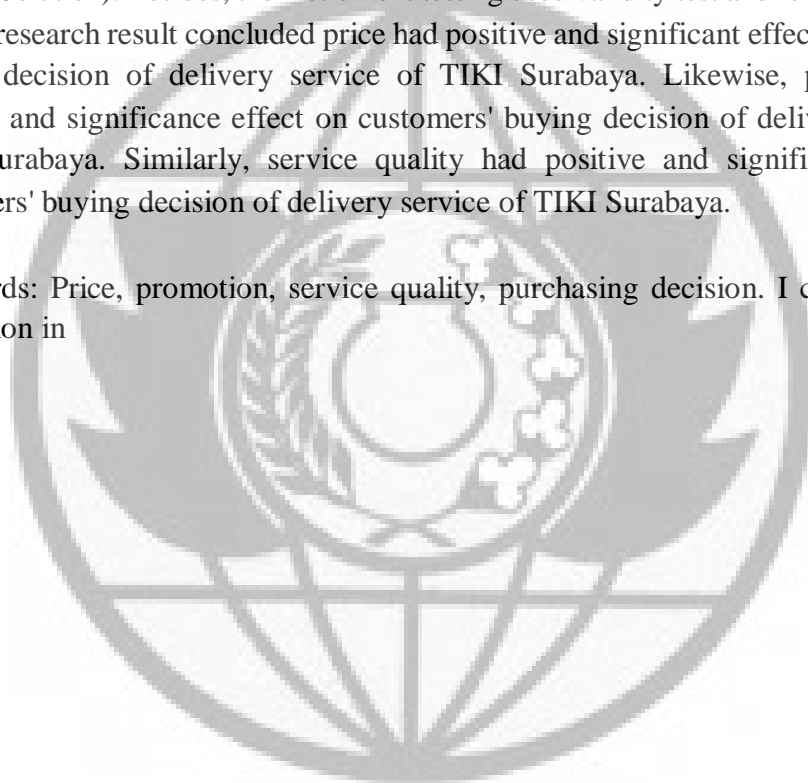 research result concluded price had positive and significant effec
decision of delivery service of TIKI Surabaya. Likewise, p
and significance effect on customers' buying decision of deliv
urabaya. Similarly, service quality had positive and signifi
ers' buying decision of delivery service of TIKI Surabaya.
rds: Price, promotion, service quality, purchasing decision. I c
on in